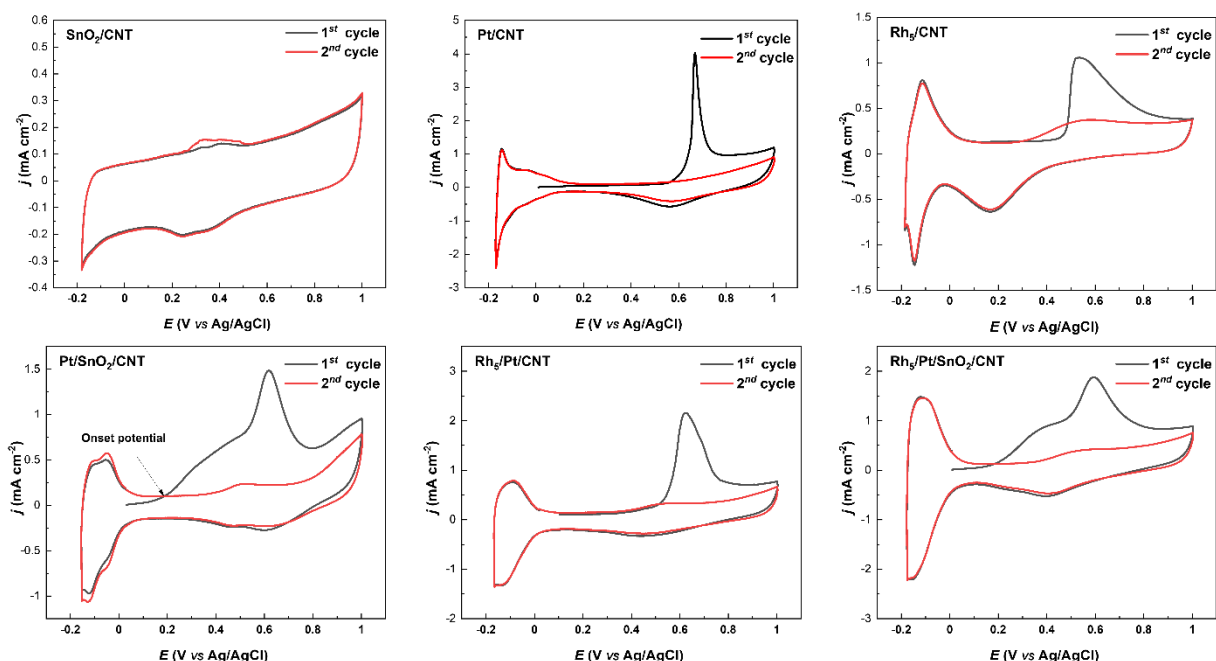 SnO2/CNT
1st cycle
2nd cycle
0.6
0.5
0.4
0.3
0.2
0.1
0
-0.1
-0.2
-0.3
0.4
j (mA cm-2)
-0.2 0 0.2 0.4 0.6 0.8 1
E (V vs Ag/AgCl)
Pt/CNT
1st cycle
2nd cycle
5
4
3
2
1
0
-1
-2
-3
j (mA cm-2)
-0.2 0 0.2 0.4 0.6 0.8 1
E (V vs Ag/AgCl)
Rh5/CNT
1st cycle
2nd cycle
1.5
1
0.5
0
-0.5
-1
-1.5
j (mA cm-2)
-0.2 0 0.2 0.4 0.6 0.8 1
E (V vs Ag/AgCl)
Pt/SnO2/CNT
1st cycle
2nd cycle
Onset potential
1.5
1
0.5
0
-0.5
-1
j (mA cm-2)
-0.2 0 0.2 0.4 0.6 0.8 1
E (V vs Ag/AgCl)
Rh5/Pt/CNT
1st cycle
2nd cycle
3
2
1
0
-1
-2
j (mA cm-2)
-0.2 0 0.2 0.4 0.6 0.8 1
E (V vs Ag/AgCl)
Rh5/Pt/SnO2/CNT
1st cycle
2nd cycle
2
1
0
-1
-2
-3
j (mA cm-2)
-0.2 0 0.2 0.4 0.6 0.8 1
E (V vs Ag/AgCl)